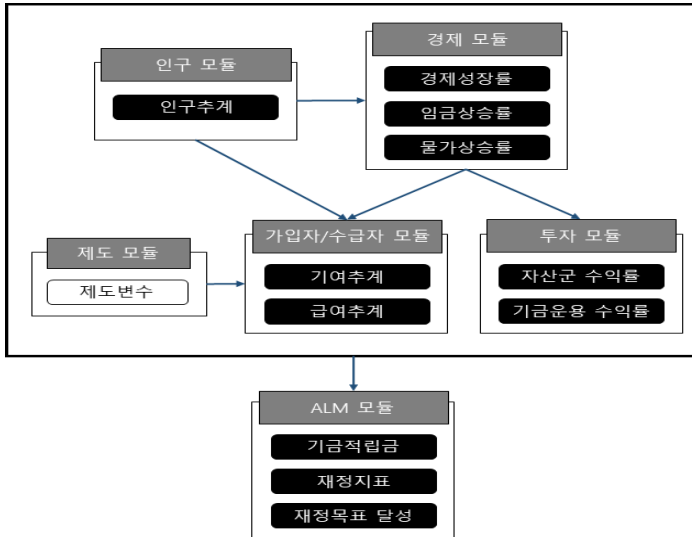 인구 모듈
인구추계
경제 모듈
경제성장률
임금상승률
물가상승률
제도 모듈
제도변수
가입자/수급자 모듈
기여추계
급여추계
투자 모듈
자산군 수익률
기금운용 수익률
ALM 모듈
기금적립금
재정지표
재정목표 달성